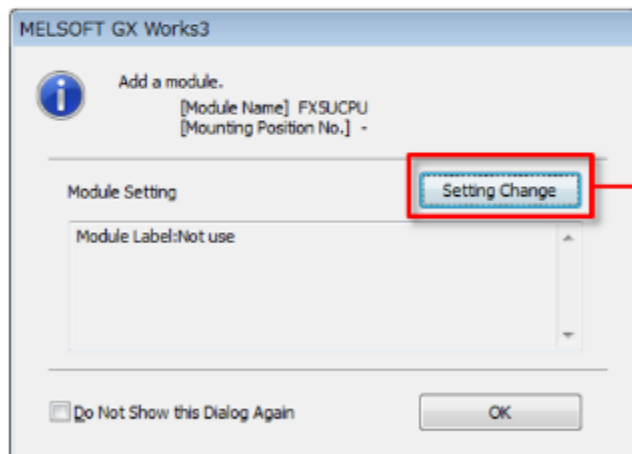 MELSOFT GX Works3
Add a module.
[Module Name] FX5UCPU
[Mounting Position No.] -
Module Setting
Setting Change
Module Label:Not use
Do Not Show this Dialog Again
OK